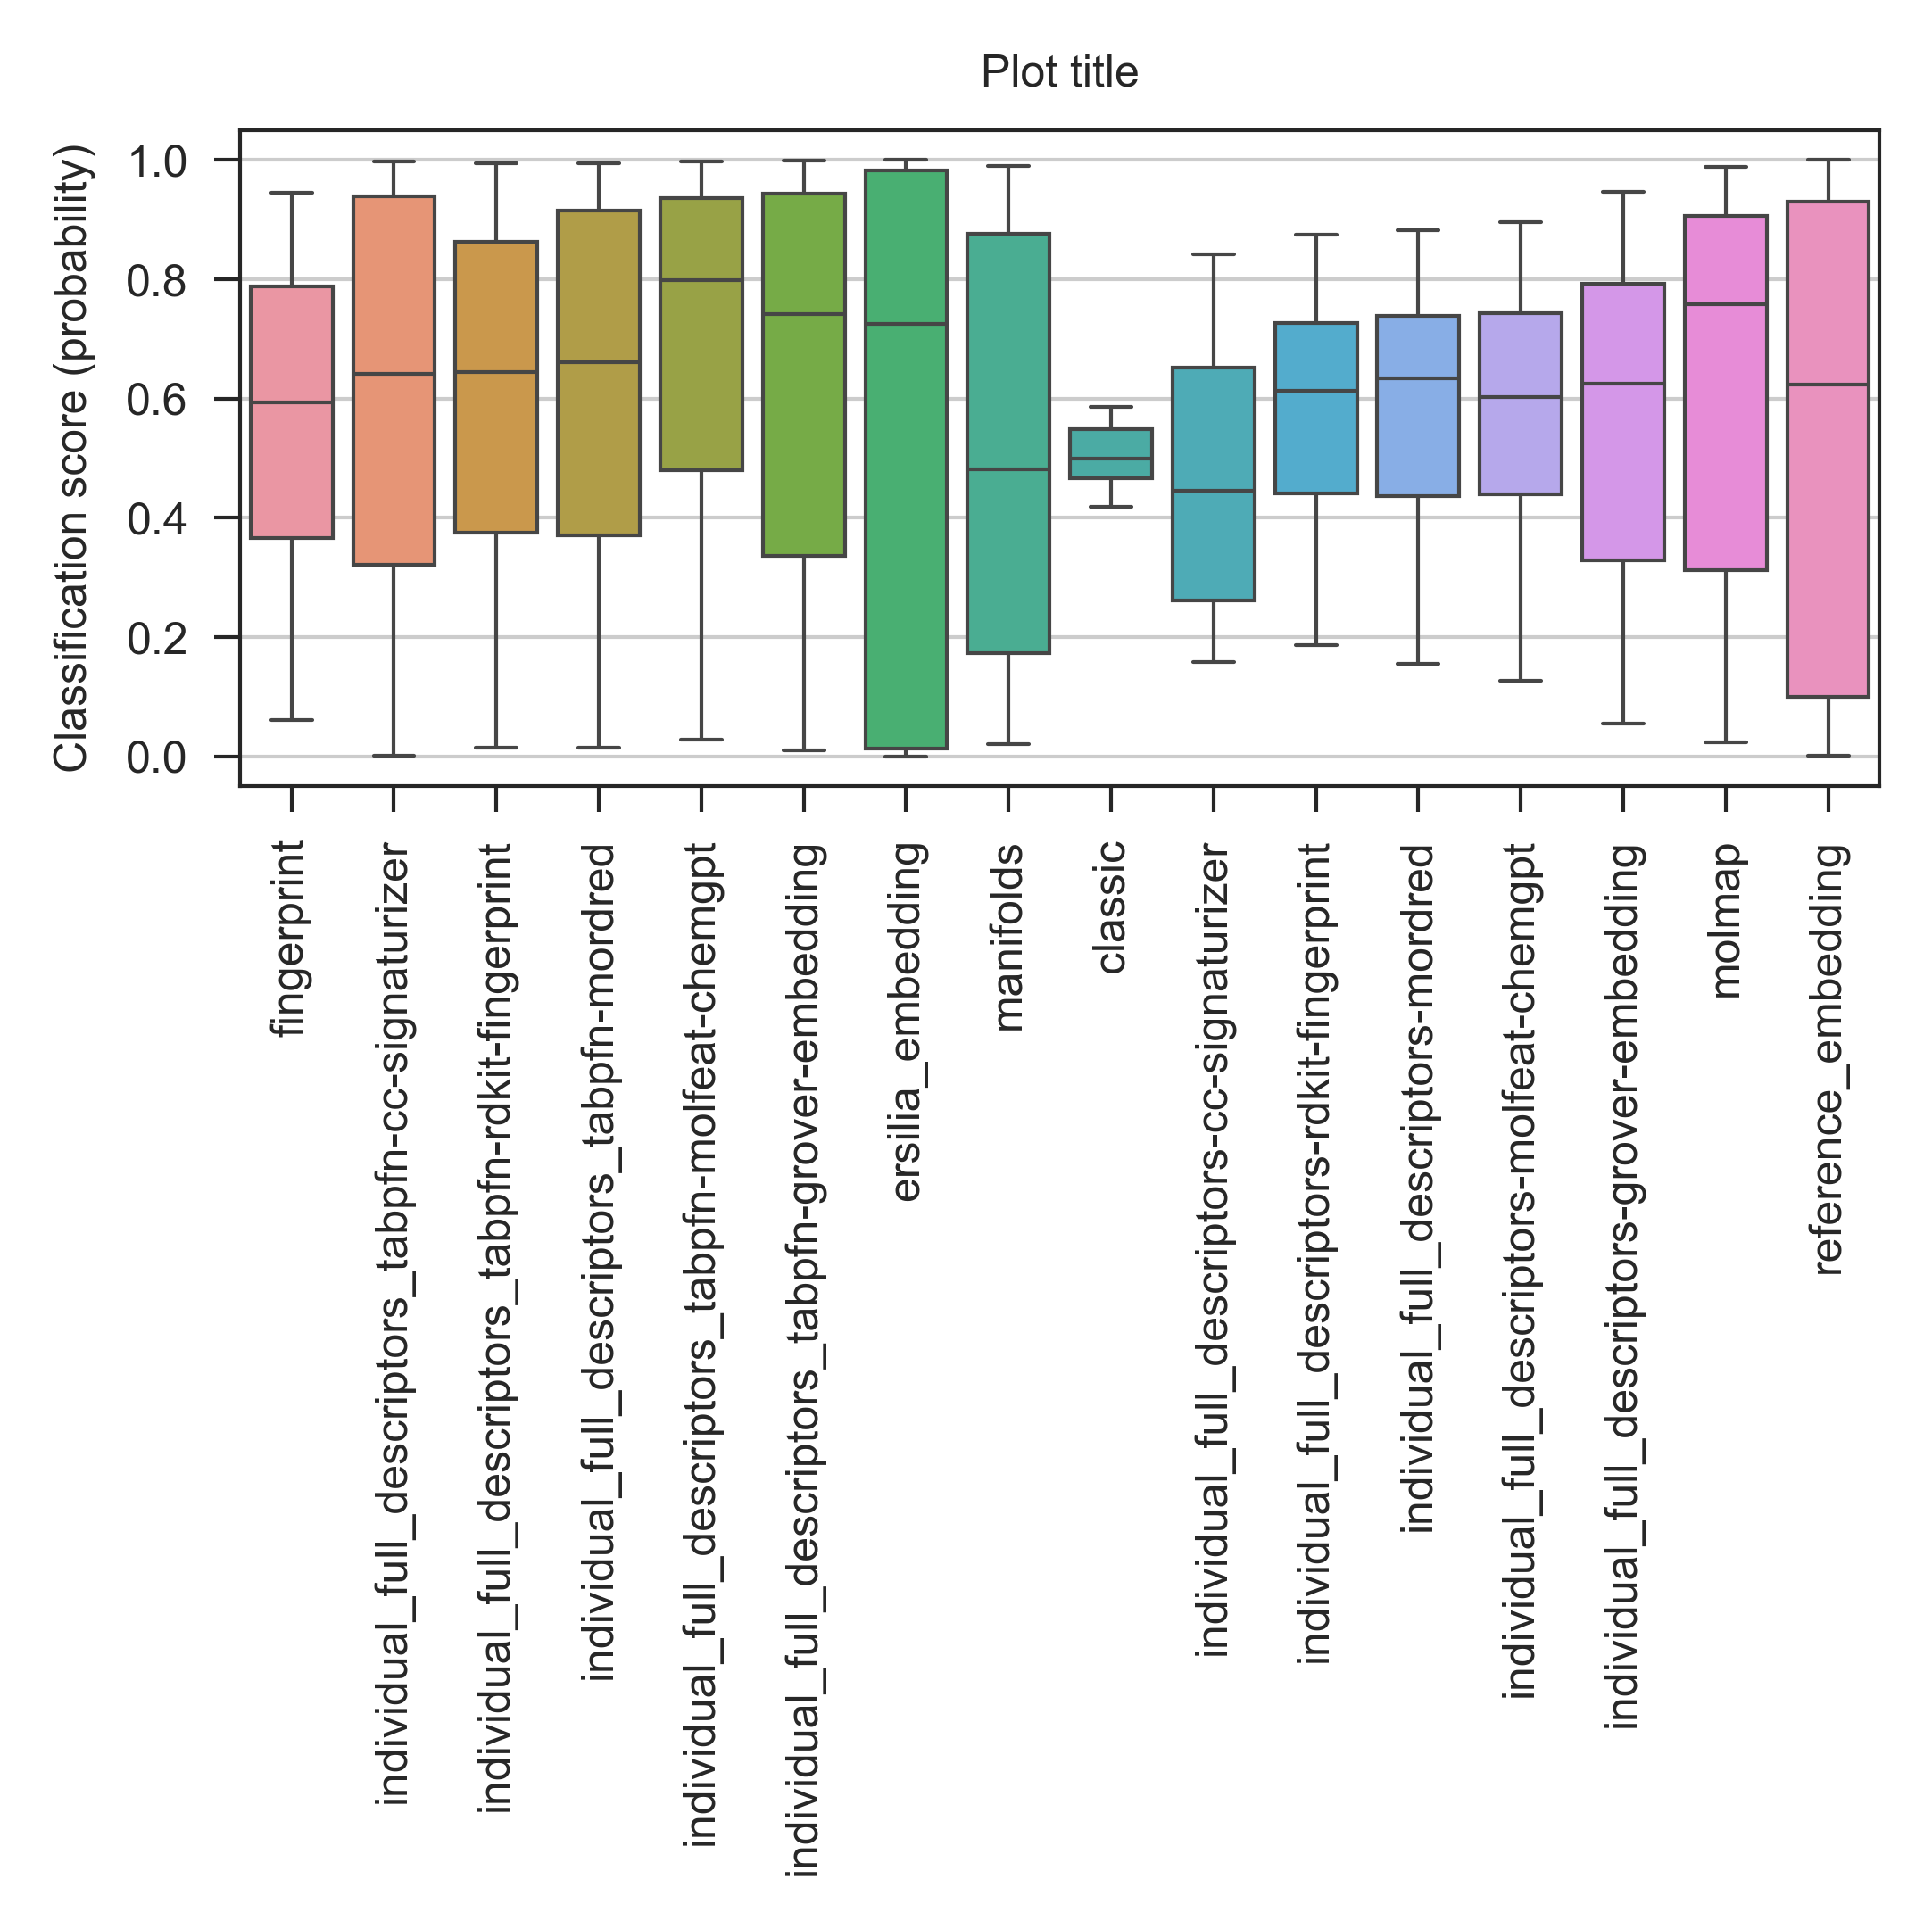 Plot title
Classification score (probability)
1.0
0.8
0.6
0.4
0.2
0.0
fingerprint
individual_full_descriptors_tabpfn-cc-signaturizer
individual_full_descriptors_tabpfn-rdkit-fingerprint
individual_full_descriptors_tabpfn-mordred
individual_full_descriptors_tabpfn-molfeat-chemgpt
individual_full_descriptors_tabpfn-grover-embedding
ersilia_embedding
manifolds
classic
individual_full_descriptors-cc-signaturizer
individual_full_descriptors-rdkit-fingerprint
individual_full_descriptors-mordred
individual_full_descriptors-molfeat-chemgpt
individual_full_descriptors-grover-embedding
molmap
reference_embedding